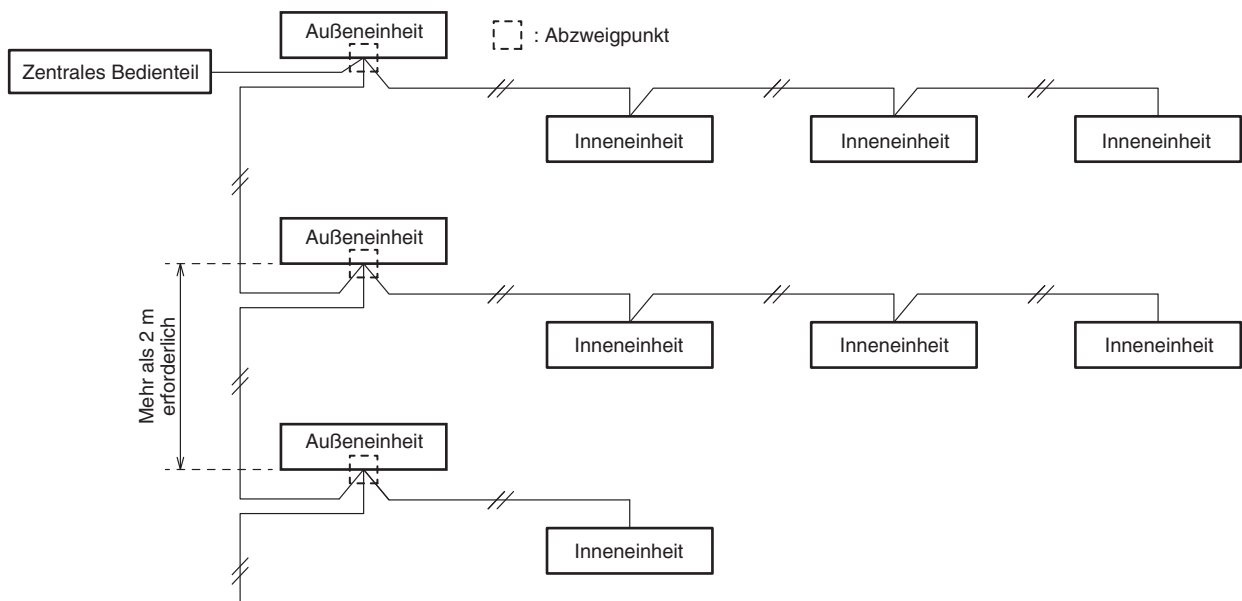 Außeneinheit
: Abzweigpunkt
Zentrales Bedienteil
Inneneinheit
Inneneinheit
Inneneinheit
Außeneinheit
Mehr als 2 m
erforderlich
Inneneinheit
Inneneinheit
Inneneinheit
Außeneinheit
Inneneinheit